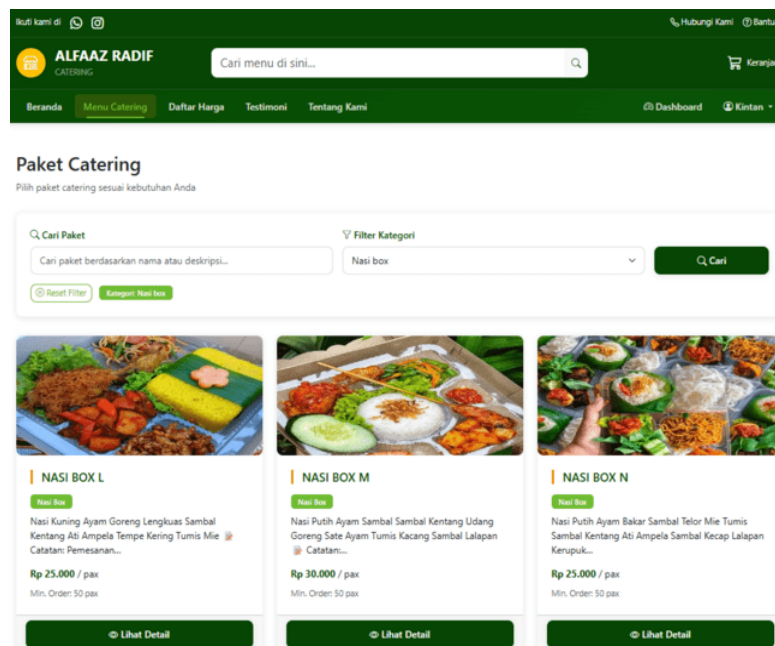 Ikuti kami di
Hubungi Kami
Bantu
ALFAAZ RADIF
CATERING
Cari menu di sini...
Keranja
Beranda
Menu Catering
Daftar Harga
Testimoni
Tentang Kami
Dashboard
Kintan
Paket Catering
Pilih paket catering sesuai kebutuhan Anda
Cari Paket
Filter Kategori
Cari paket berdasarkan nama atau deskripsi...
Nasi box
Cari
Reset Filter
Kategori: Nasi box
NASI BOX L
Nasi Box
Nasi Kuning Ayam Goreng Lengkuas Sambal
Kentang Ati Ampela Tempe Kering Tumis Mie
Catatan: Pemesanan...
Rp 25.000 / pax
Min. Order: 50 pax
Lihat Detail
NASI BOX M
Nasi Box
Nasi Putih Ayam Sambal Sambal Kentang Udang
Goreng Sate Ayam Tumis Kacang Sambal Lalapan
Catatan:...
Rp 30.000 / pax
Min. Order: 50 pax
Lihat Detail
NASI BOX N
Nasi Box
Nasi Putih Ayam Bakar Sambal Telor Mie Tumis
Sambal Kentang Ati Ampela Sambal Kecap Lalapan
Kerupuk...
Rp 25.000 / pax
Min. Order: 50 pax
Lihat Detail